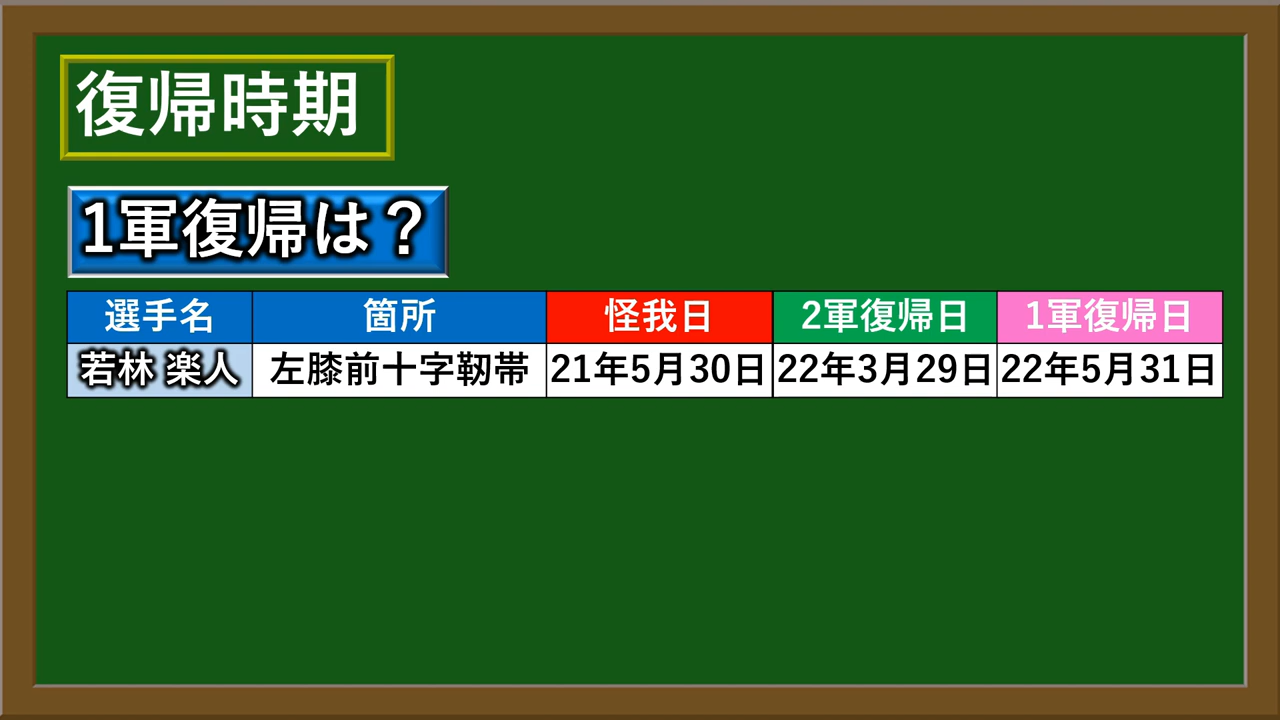 復帰時期
1軍復帰は？
選手名 箇所 怪我日 2軍復帰日 1軍復帰日
若林 楽人 左膝前十字靭帯 21年5月30日 22年3月29日 22年5月31日